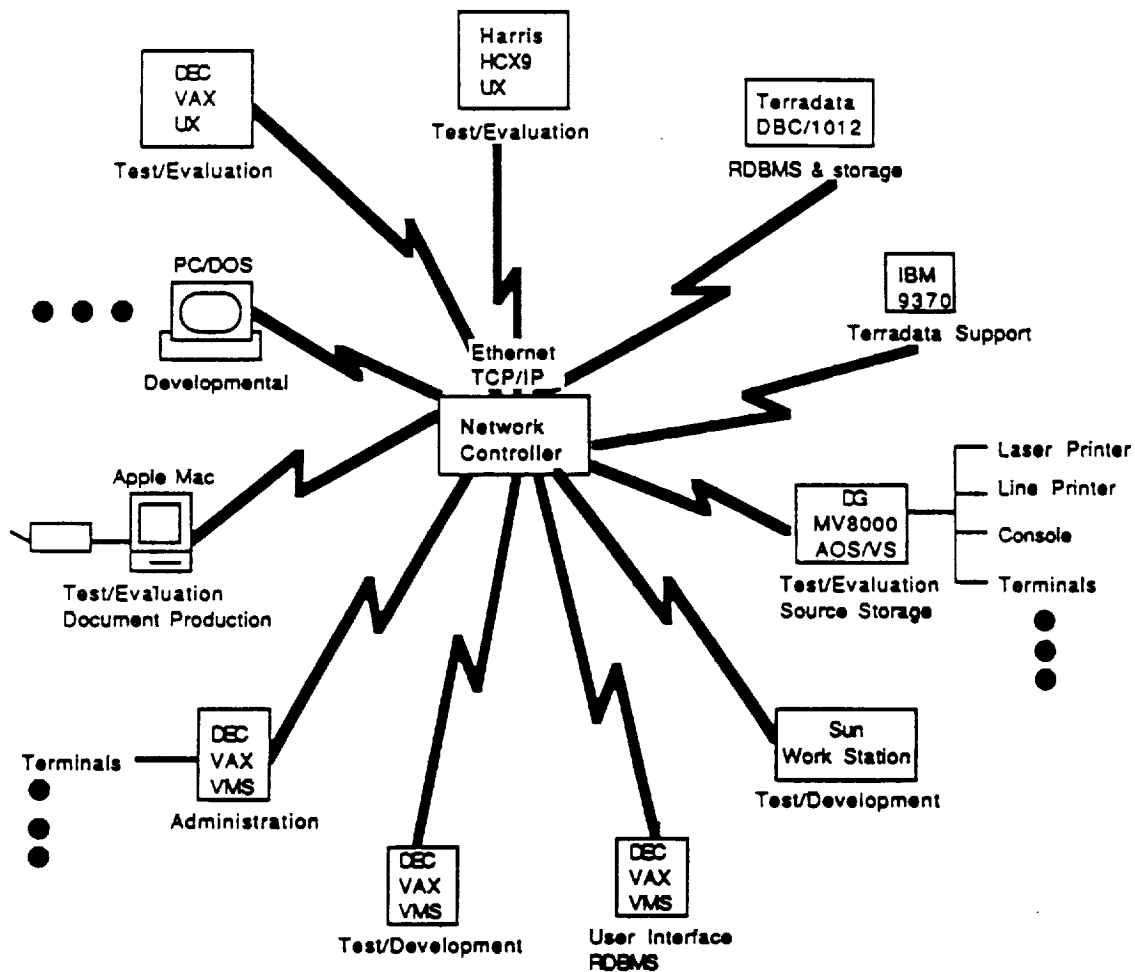 Harris
HCX9
UX
Test/Evaluation
DEC
VAX
UX
Test/Evaluation
Terradata
DBC/1012
RDBMS & storage
PC/DOS
Developmental
IBM
9370
Terradata Support
Ethernet
TCP/IP
Network
Controller
Apple Mac
Test/Evaluation
Document Production
DG
MV8000
AOS/VS
Test/Evaluation
Source Storage
Laser Printer
Line Printer
Console
Terminals
Terminals
DEC
VAX
VMS
Administration
Sun
Work Station
Test/Development
DEC
VAX
VMS
Test/Development
DEC
VAX
VMS
User Interface
RDBMS